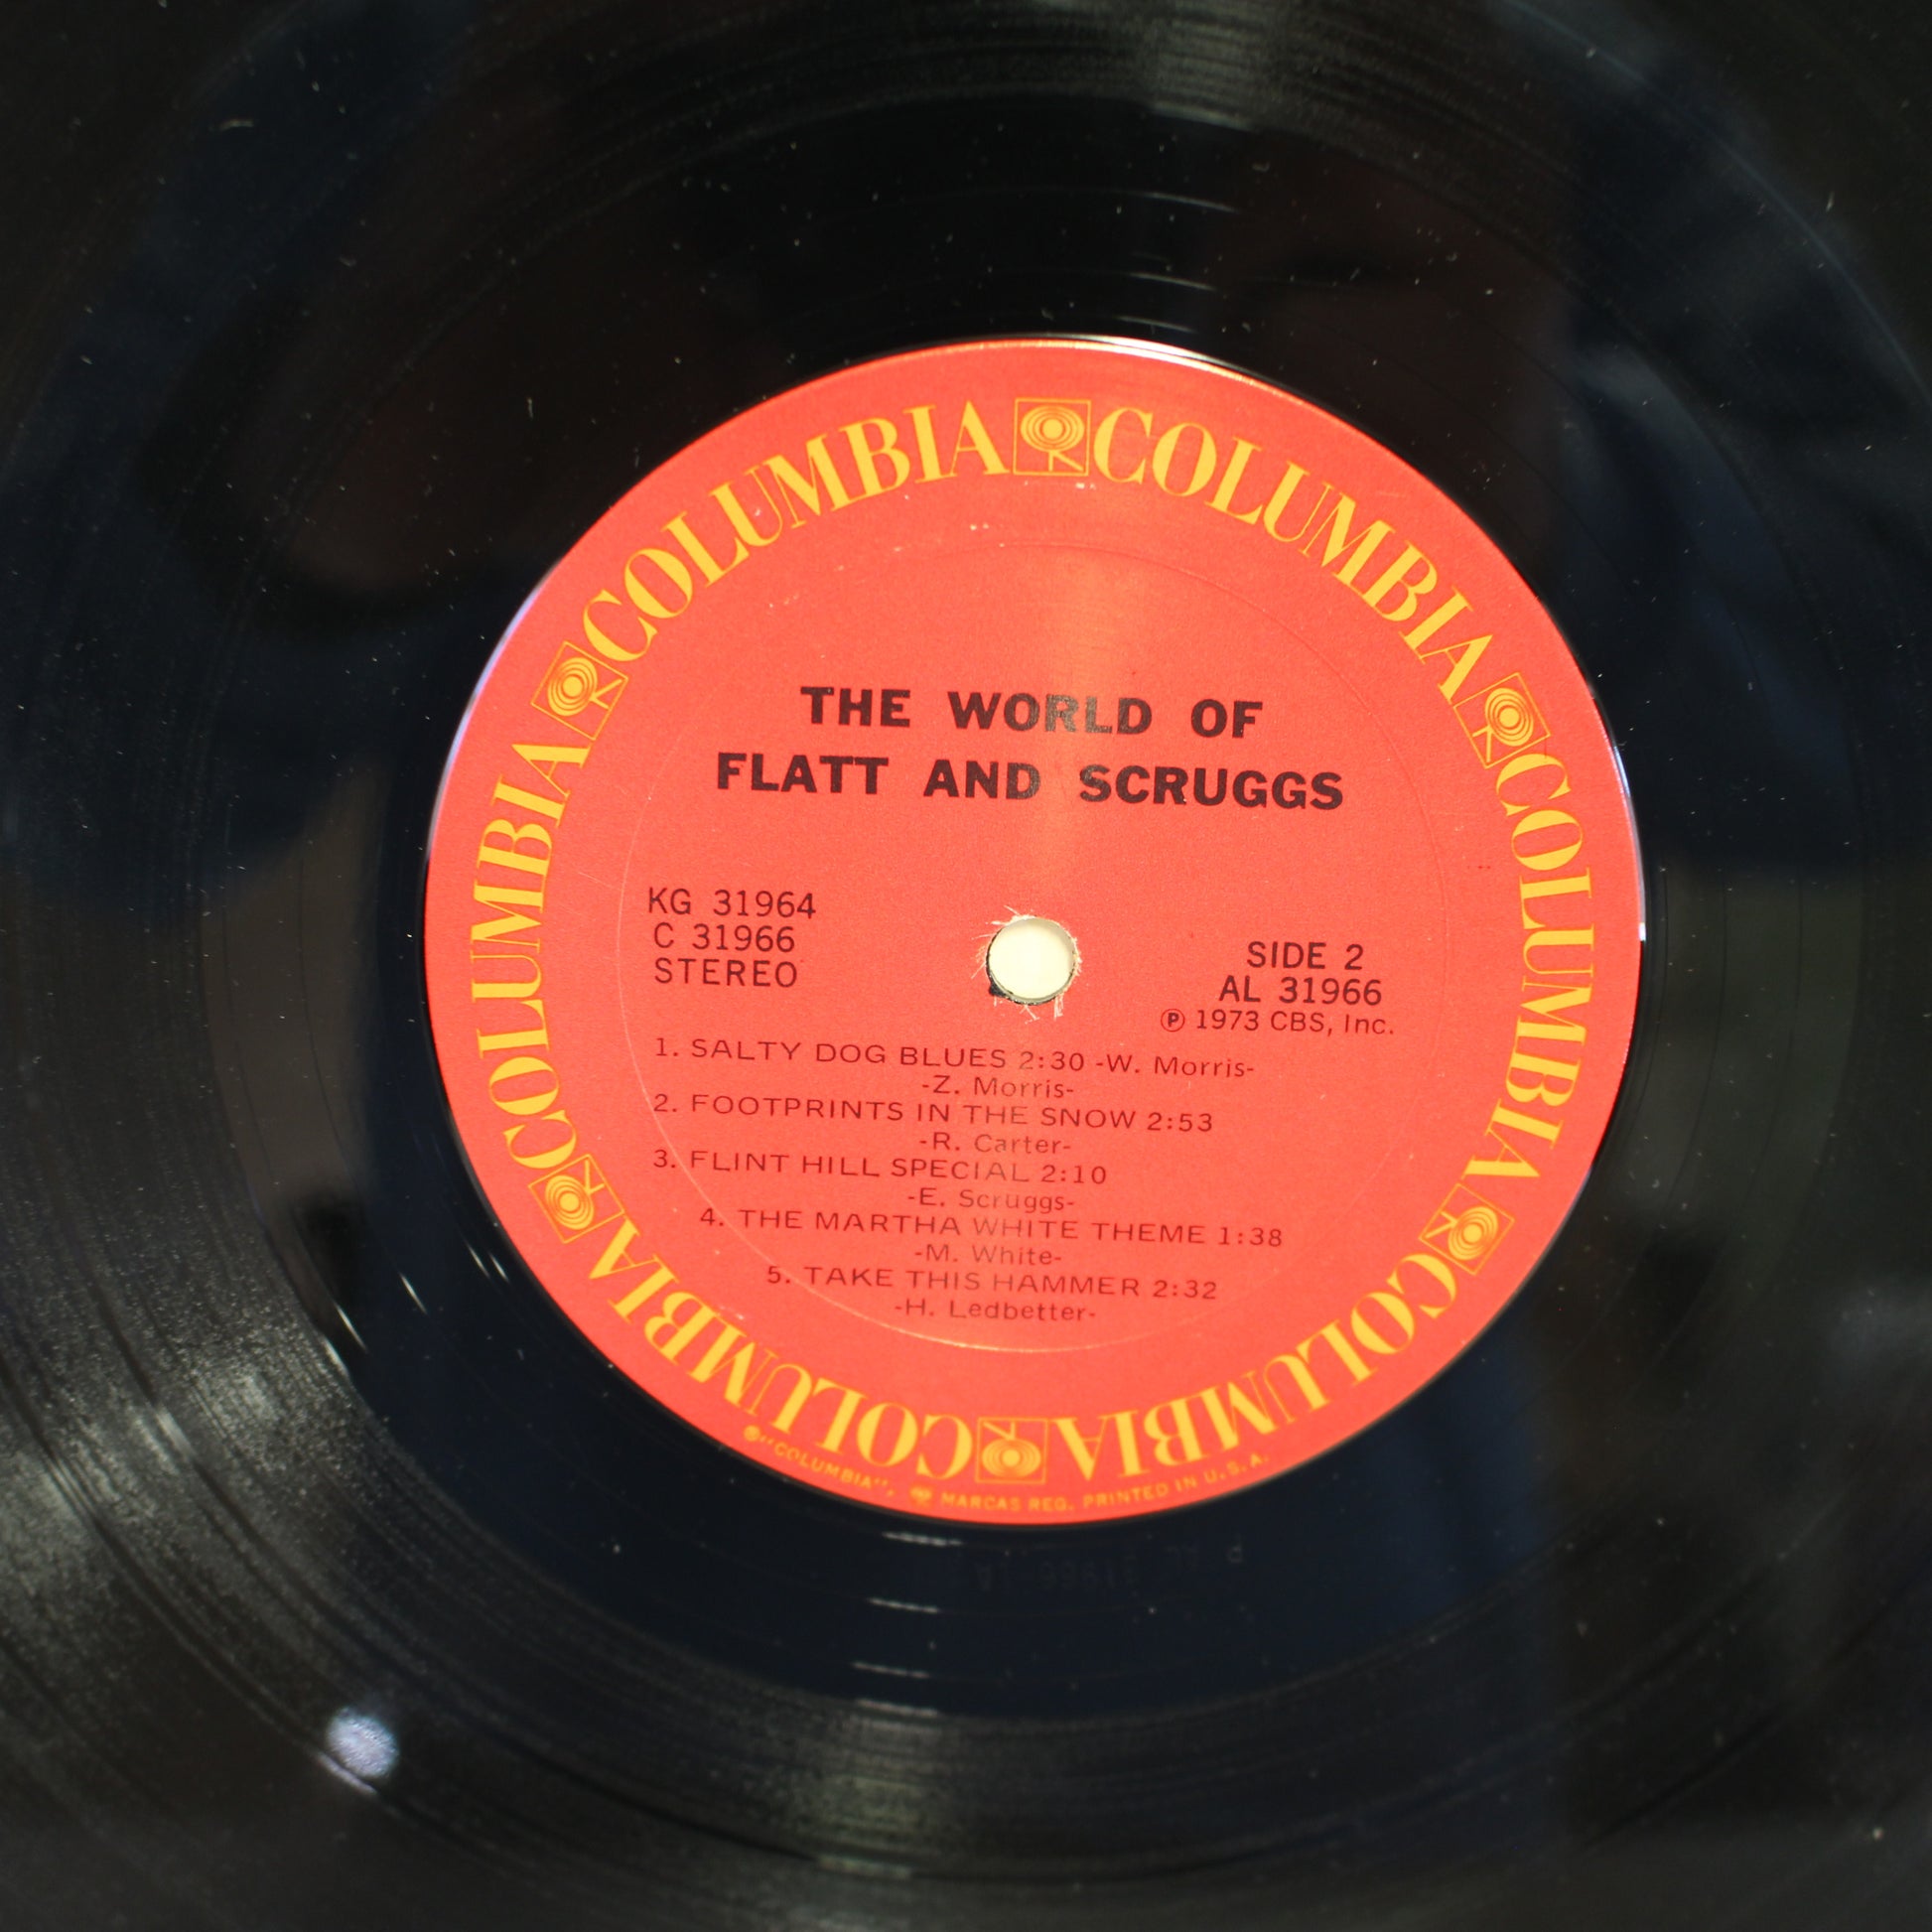 COLUMBIA COLUMBIA COLUMBIA COLUMBIA COLUMBIA COLUMBIA
THE WORLD OF
FLATT AND SCRUGGS
KG 31964
C 31966
STEREO
SIDE 2
AL 31966
Ⓟ 1973 CBS, Inc.
1. SALTY DOG BLUES 2:30 -W. Morris-
-Z. Morris-
2. FOOTPRINTS IN THE SNOW 2:53
-R. Carter-
3. FLINT HILL SPECIAL 2:10
-E. Scruggs-
4. THE MARTHA WHITE THEME 1:38
-M. White-
5. TAKE THIS HAMMER 2:32
-H. Ledbetter-
"COLUMBIA", MARCAS REG. PRINTED IN U.S.A.